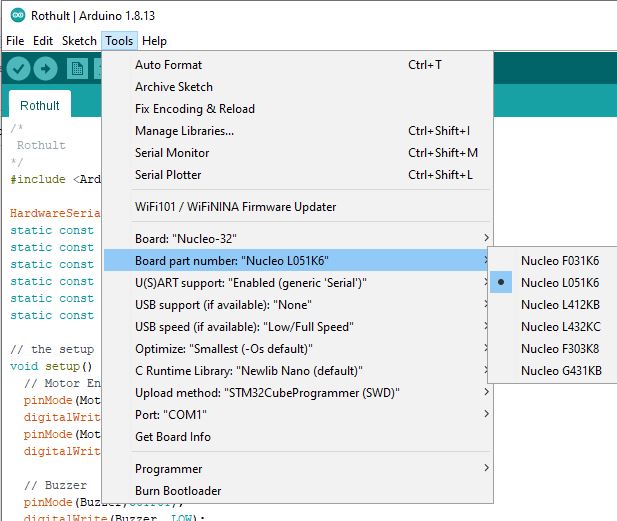 Rothult | Arduino 1.8.13
File Edit Sketch Tools Help
Auto Format Ctrl+T
Archive Sketch
Fix Encoding & Reload
Manage Libraries... Ctrl+Shift+I
Serial Monitor Ctrl+Shift+M
Serial Plotter Ctrl+Shift+L
WiFi101 / WiFiNINA Firmware Updater
Board: "Nucleo-32"
Board part number: "Nucleo L051K6"
U(S)ART support: "Enabled (generic 'Serial')"
USB support (if available): "None"
USB speed (if available): "Low/Full Speed"
Optimize: "Smallest (-Os default)"
C Runtime Library: "Newlib Nano (default)"
Upload method: "STM32CubeProgrammer (SWD)"
Port: "COM1"
Get Board Info
Programmer
Burn Bootloader
Nucleo F031K6
Nucleo L051K6
Nucleo L412KB
Nucleo L432KC
Nucleo F303K8
Nucleo G431KB
Rothult
/*
Rothult
*/
#include <Ard
HardwareSeria
static const
static const
static const
static const
static const
static const
// the setup
void setup()
// Motor En
pinMode(Mot
digitalWrit
pinMode(Mot
digitalWrit
// Buzzer
digitalWrite(Buzzer, LOW);